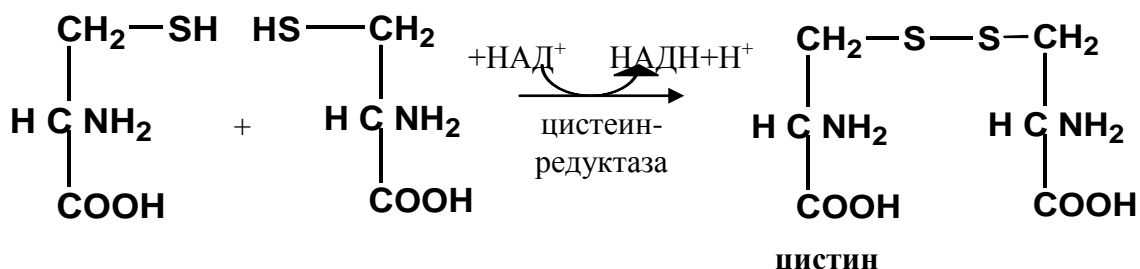 CH₂—SH HS—CH₂ +НАД⁺ НАДН+Н⁺ CH₂—S—S—CH₂
H C NH₂ + H C NH₂ цистеин- H C NH₂ H C NH₂
редуктаза
COOH COOH COOH COOH
цистин